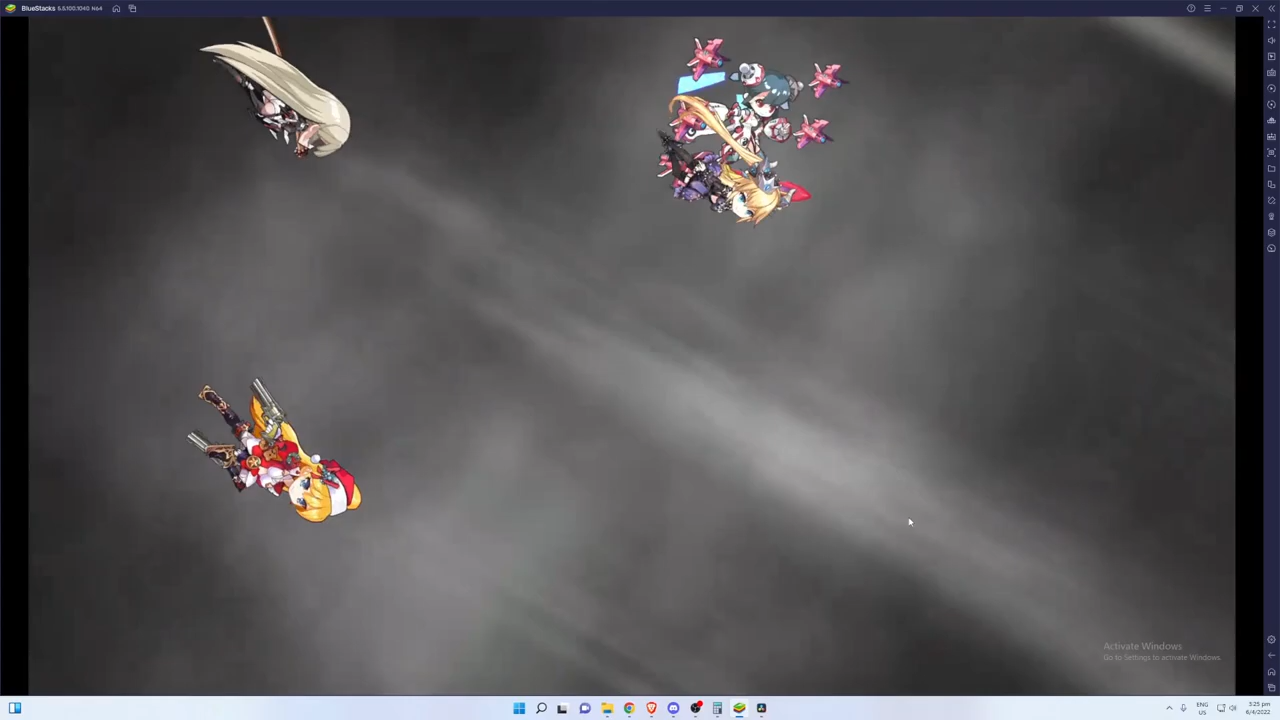 BlueStacks 5.5.100.1040 N64
Activate Windows
Go to Settings to activate Windows.
ENG
US
3:25 pm
6/4/2022